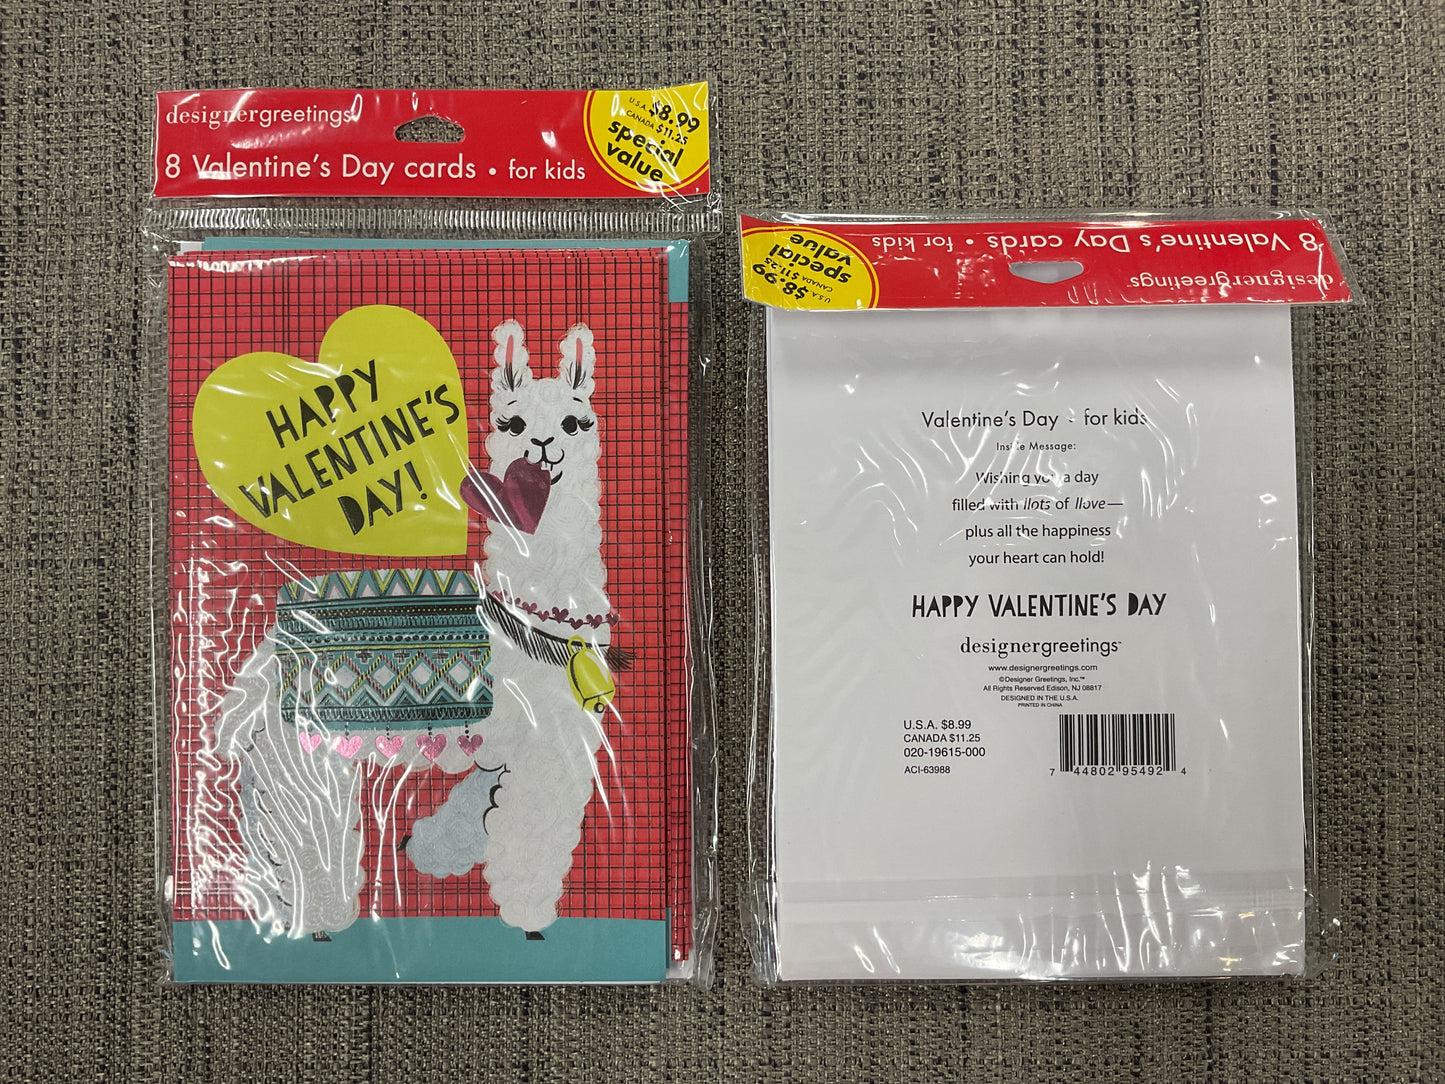 designergreetings
8 Valentine's Day cards • for kids
U.S.A. $8.99
CANADA $11.25
special
value
HAPPY
VALENTINE'S
DAY!
8 Valentine's Day cards • for kids
designergreetings
U.S.A. $8.99
CANADA $11.25
special
value
Valentine's Day - for kids
Inside Message:
Wishing you a day
filled with llots of llove—
plus all the happiness
your heart can hold!
HAPPY VALENTINE'S DAY
designergreetings™
www.designergreetings.com
©Designer Greetings, Inc.™
All Rights Reserved Edison, NJ 08817
DESIGNED IN THE U.S.A.
PRINTED IN CHINA
U.S.A. $8.99
CANADA $11.25
020-19615-000
ACI-63988
7 44802 95492 4